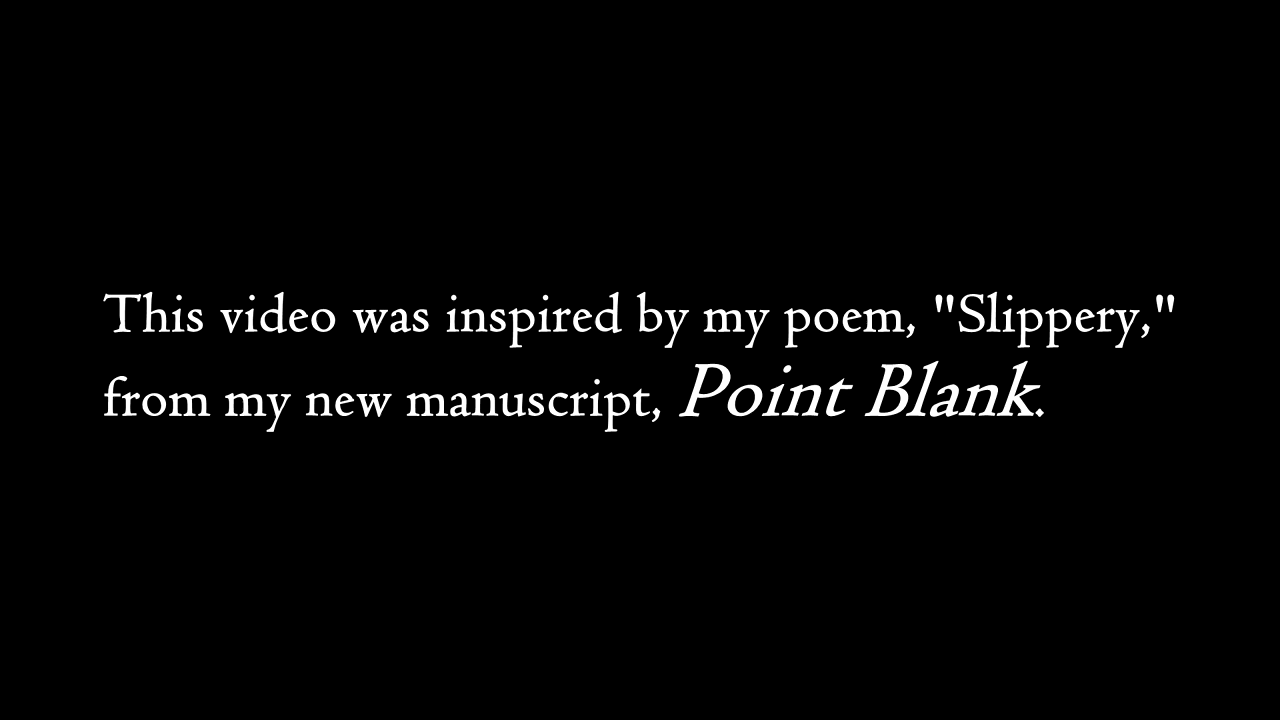 This video was inspired by my poem, "Slippery,"
from my new manuscript, Point Blank.